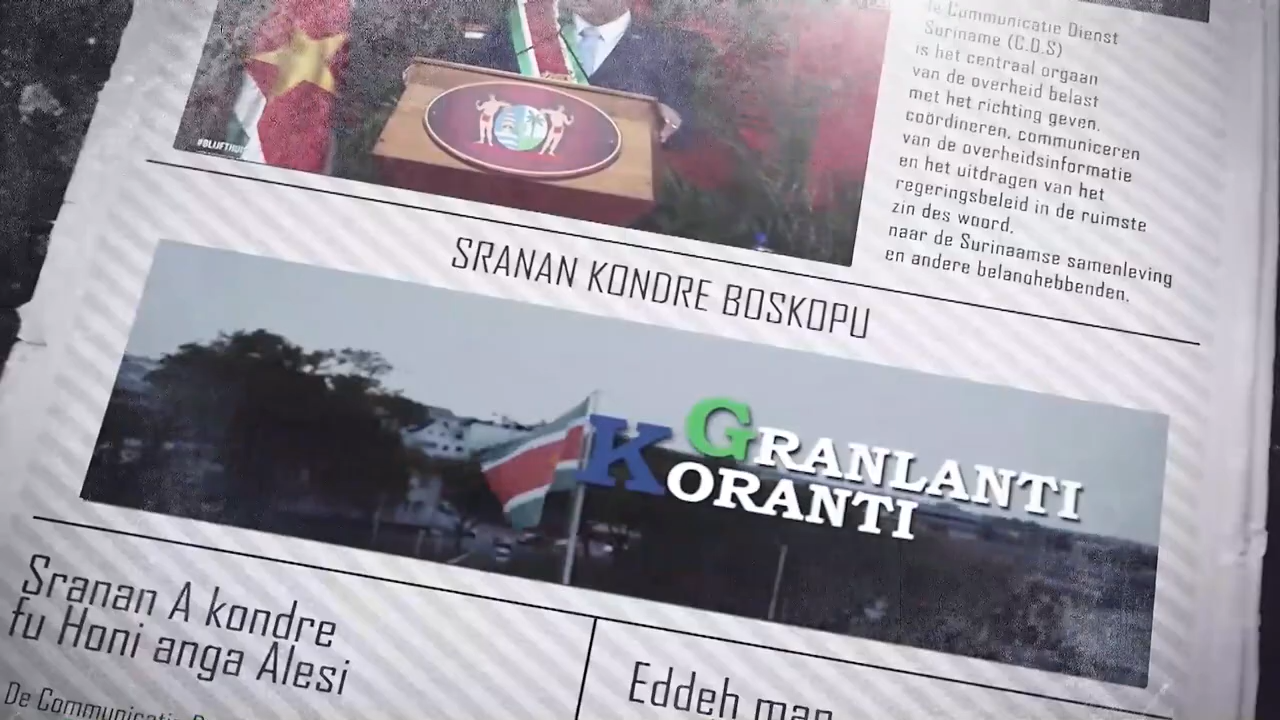 de Communicatie Dienst
Suriname (C.D.S)
is het centraal orgaan
van de overheid belast
met het richting geven,
coördineren, communiceren
van de overheidsinformatie
en het uitdragen van het
regeringsbeleid in de ruimste
zin des woord,
naar de Surinaamse samenleving
en andere belanghebbenden.
SRANAN KONDRE BOSKOPU
GRANLANTI
KORANTI
Sranan A kondre
fu Honi anga Alesi
De Communicatie
Eddeh man